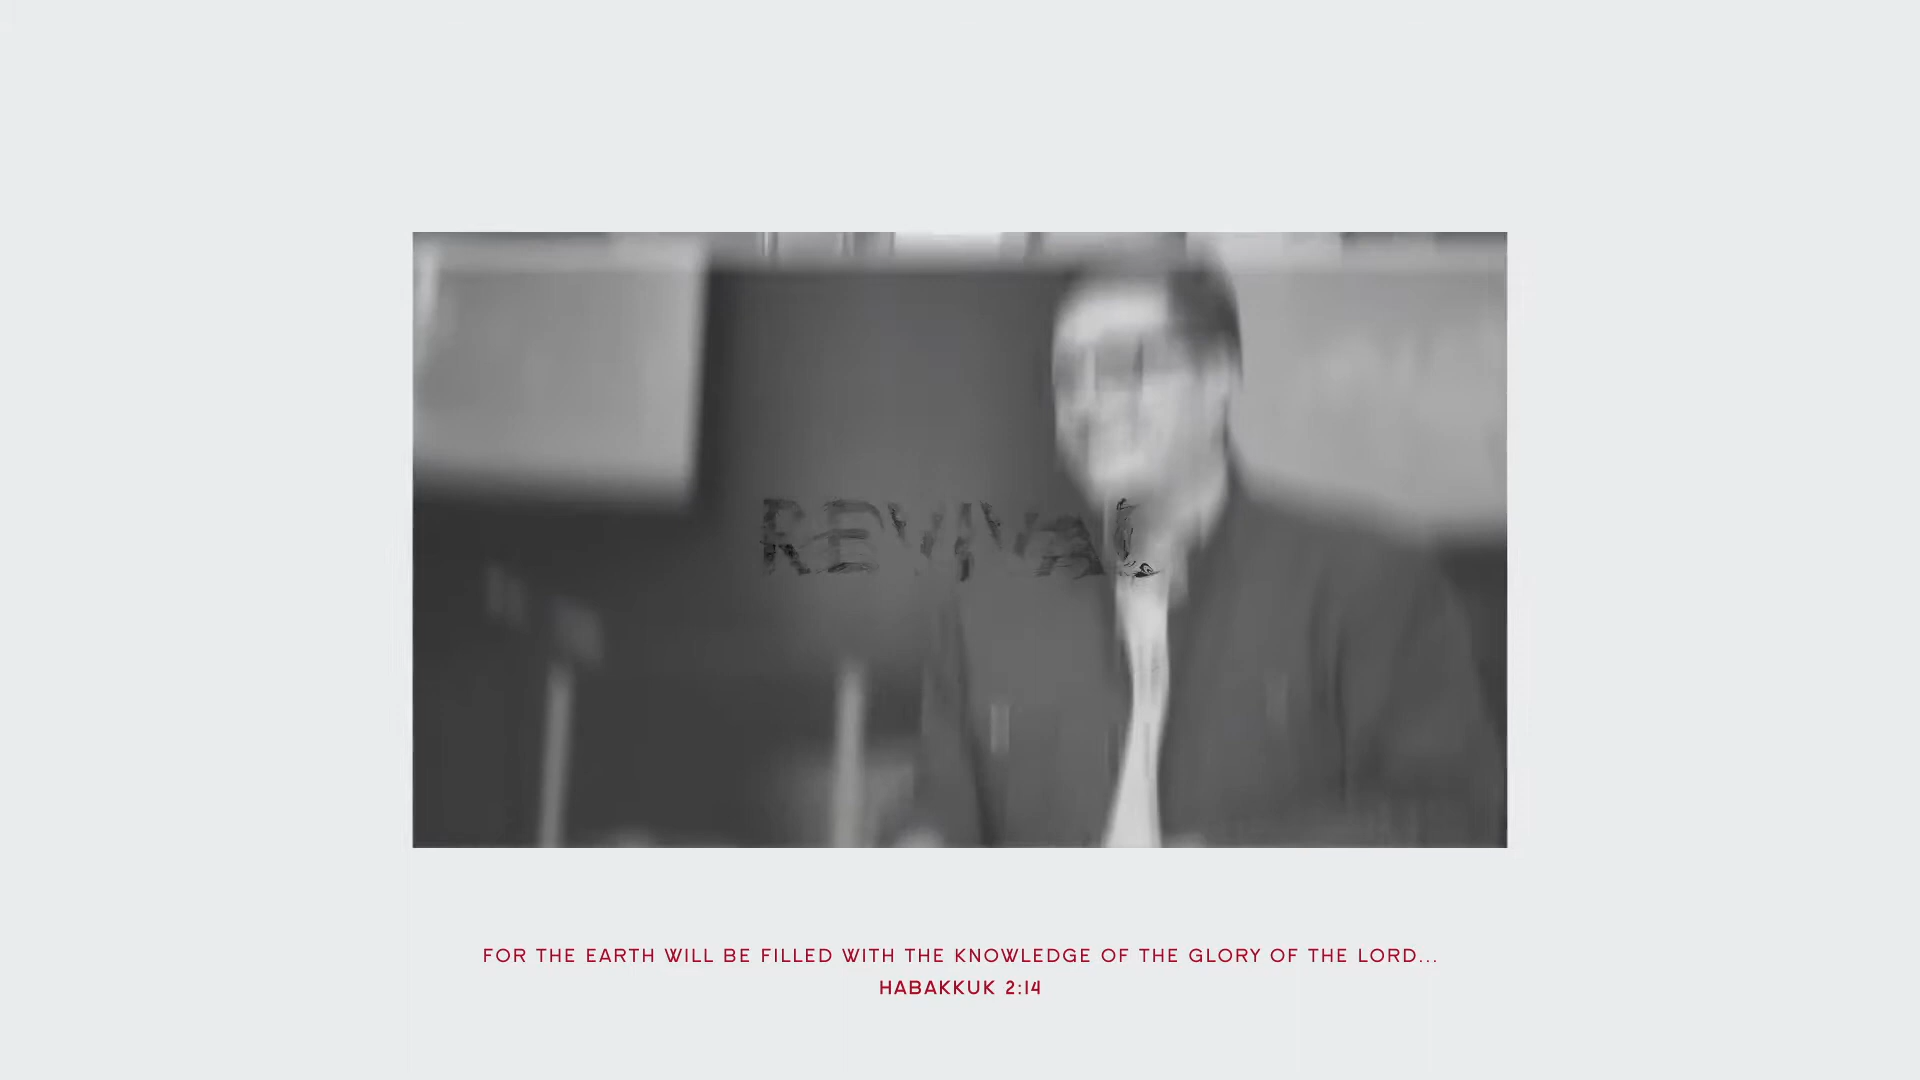 REVIVAL
FOR THE EARTH WILL BE FILLED WITH THE KNOWLEDGE OF THE GLORY OF THE LORD...
HABAKKUK 2:14